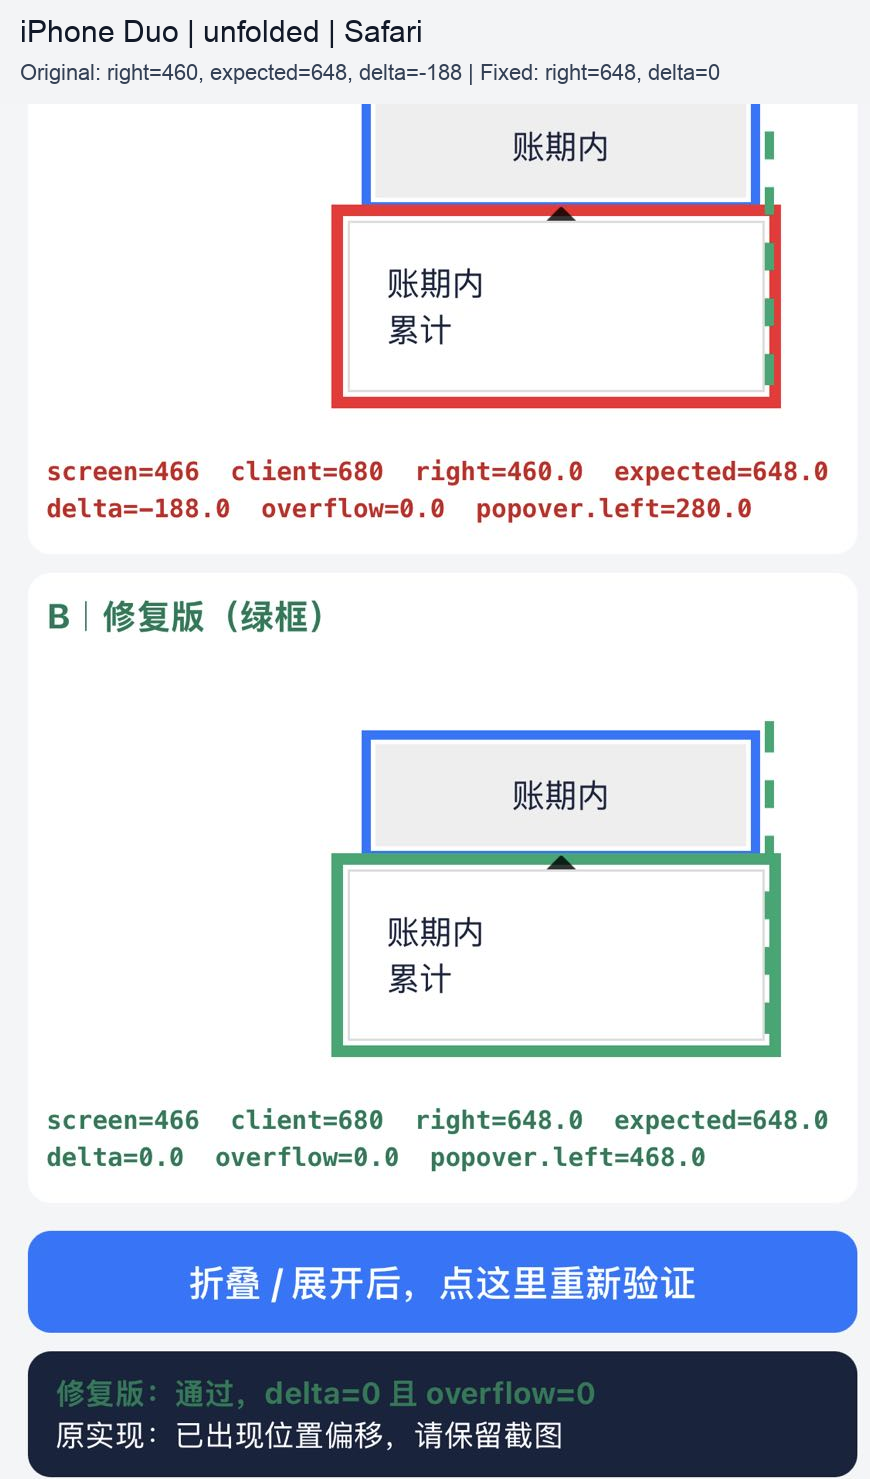 iPhone Duo | unfolded | Safari
Original: right=460, expected=648, delta=-188 | Fixed: right=648, delta=0
账期内
账期内
累计
screen=466 client=680 right=460.0 expected=648.0
delta=−188.0 overflow=0.0 popover.left=280.0
B｜修复版（绿框）
账期内
账期内
累计
screen=466 client=680 right=648.0 expected=648.0
delta=0.0 overflow=0.0 popover.left=468.0
折叠 / 展开后，点这里重新验证
修复版：通过，delta=0 且 overflow=0
原实现：已出现位置偏移，请保留截图